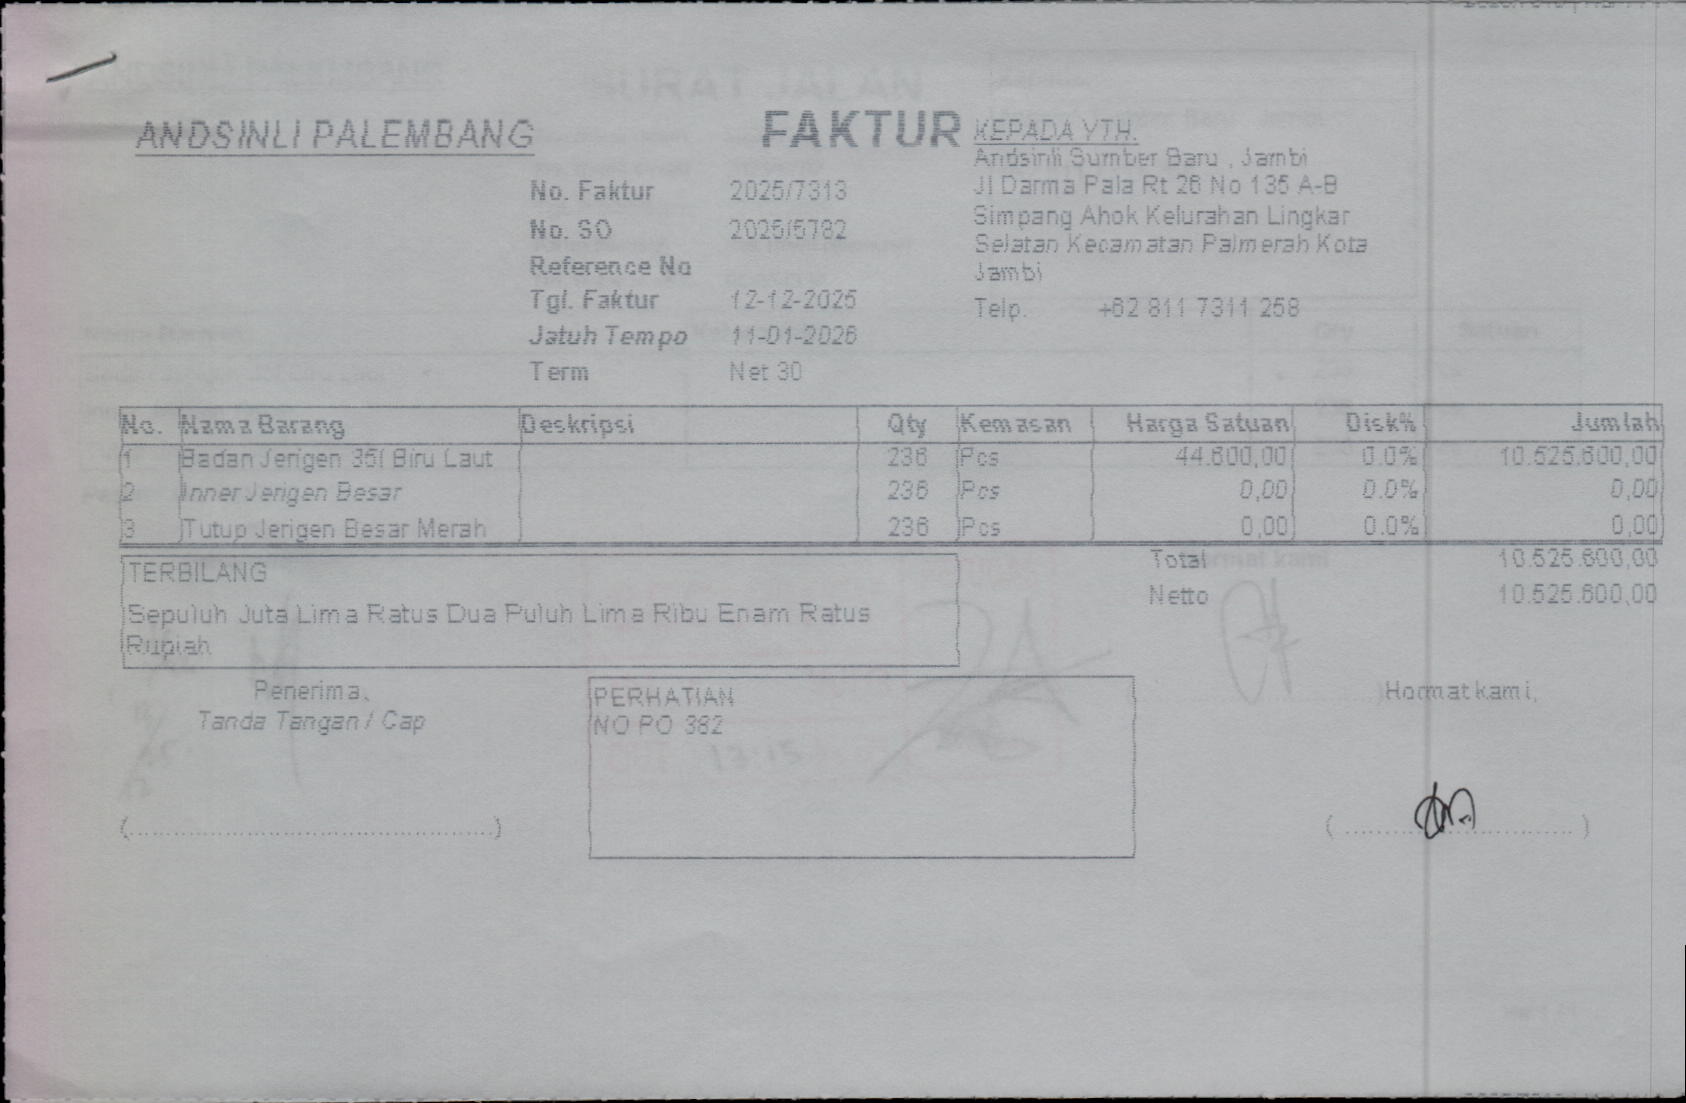 ANDSINLI PALEMBANG
FAKTUR
KEPADA YTH.
Andsinli Sumber Baru , Jambi
Jl Darma Pala Rt 26 No 135 A-B
Simpang Ahok Kelurahan Lingkar
Selatan Kecamatan Palmerah Kota
Jambi
Telp. +62 811 7311 258
No. Faktur 2025/7313
No. SO 2025/5782
Reference No
Tgl. Faktur 12-12-2025
Jatuh Tempo 11-01-2026
Term Net 30
No. Nama Barang Deskripsi Qty Kemasan Harga Satuan Disk% Jumlah
1 Badan Jerigen 35l Biru Laut 236 Pcs 44.600,00 0.0% 10.525.600,00
2 Inner Jerigen Besar 236 Pcs 0,00 0.0% 0,00
3 Tutup Jerigen Besar Merah 236 Pcs 0,00 0.0% 0,00
Total 10.525.600,00
Netto 10.525.600,00
TERBILANG
Sepuluh Juta Lima Ratus Dua Puluh Lima Ribu Enam Ratus
Rupiah
Penerima,
Tanda Tangan / Cap
PERHATIAN
NO PO 382
Hormat kami,